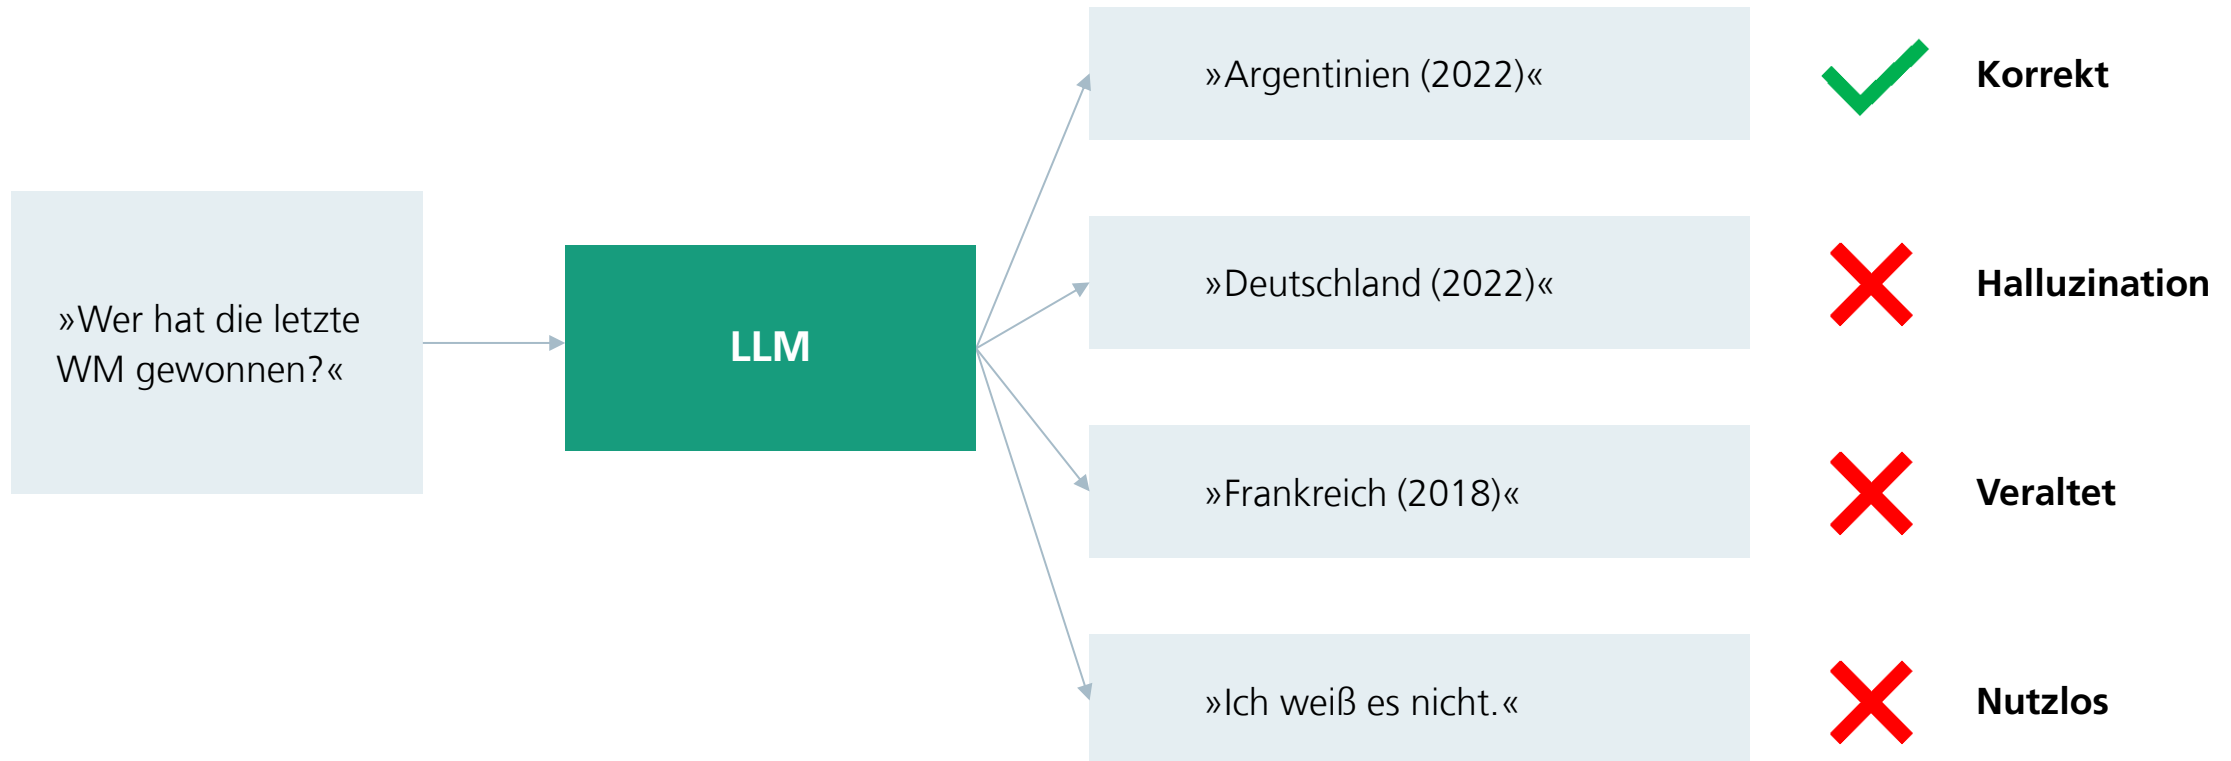 »Wer hat die letzte
WM gewonnen?«
LLM
»Argentinien (2022)«
Korrekt
»Deutschland (2022)«
Halluzination
»Frankreich (2018)«
Veraltet
»Ich weiß es nicht.«
Nutzlos